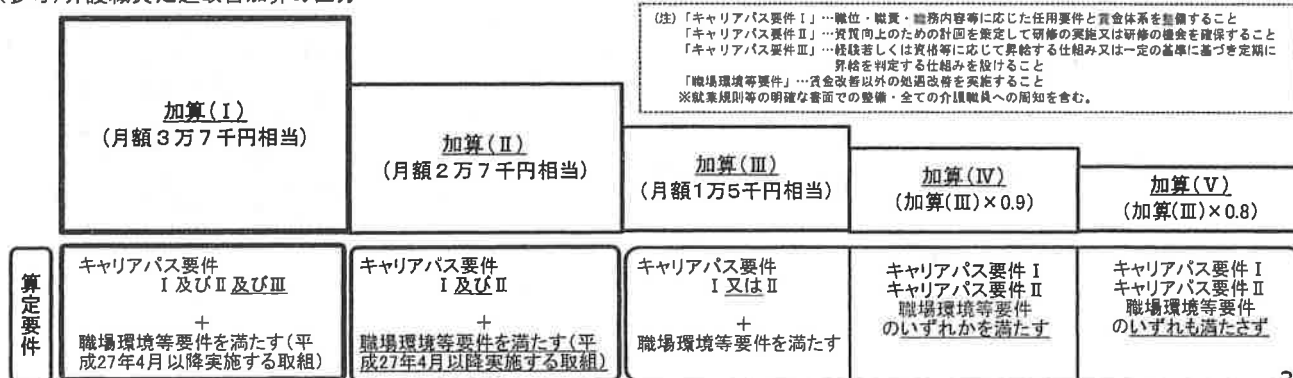 (参考)介護職員処遇改善加算の区分
(注)「キャリアパス要件Ⅰ」…職位・職責・職務内容等に応じた任用要件と賃金体系を整備すること
「キャリアパス要件Ⅱ」…資質向上のための計画を策定して研修の実施又は研修の機会を確保すること
「キャリアパス要件Ⅲ」…経験若しくは資格等に応じて昇給する仕組み又は一定の基準に基づき定期に
昇給を判定する仕組みを設けること
「職場環境等要件」…賃金改善以外の処遇改善を実施すること
※就業規則等の明確な書面での整備・全ての介護職員への周知を含む。
加算(Ⅰ)
(月額3万7千円相当)
加算(Ⅱ)
(月額2万7千円相当)
加算(Ⅲ)
(月額1万5千円相当)
加算(Ⅳ)
(加算(Ⅲ)×0.9)
加算(Ⅴ)
(加算(Ⅲ)×0.8)
算定要件
キャリアパス要件
Ⅰ及びⅡ及びⅢ
+
職場環境等要件を満たす(平
成27年4月以降実施する取組)
キャリアパス要件
Ⅰ及びⅡ
+
職場環境等要件を満たす(平
成27年4月以降実施する取組)
キャリアパス要件
Ⅰ又はⅡ
+
職場環境等要件を満たす
キャリアパス要件Ⅰ
キャリアパス要件Ⅱ
職場環境等要件
のいずれかを満たす
キャリアパス要件Ⅰ
キャリアパス要件Ⅱ
職場環境等要件
のいずれも満たさず